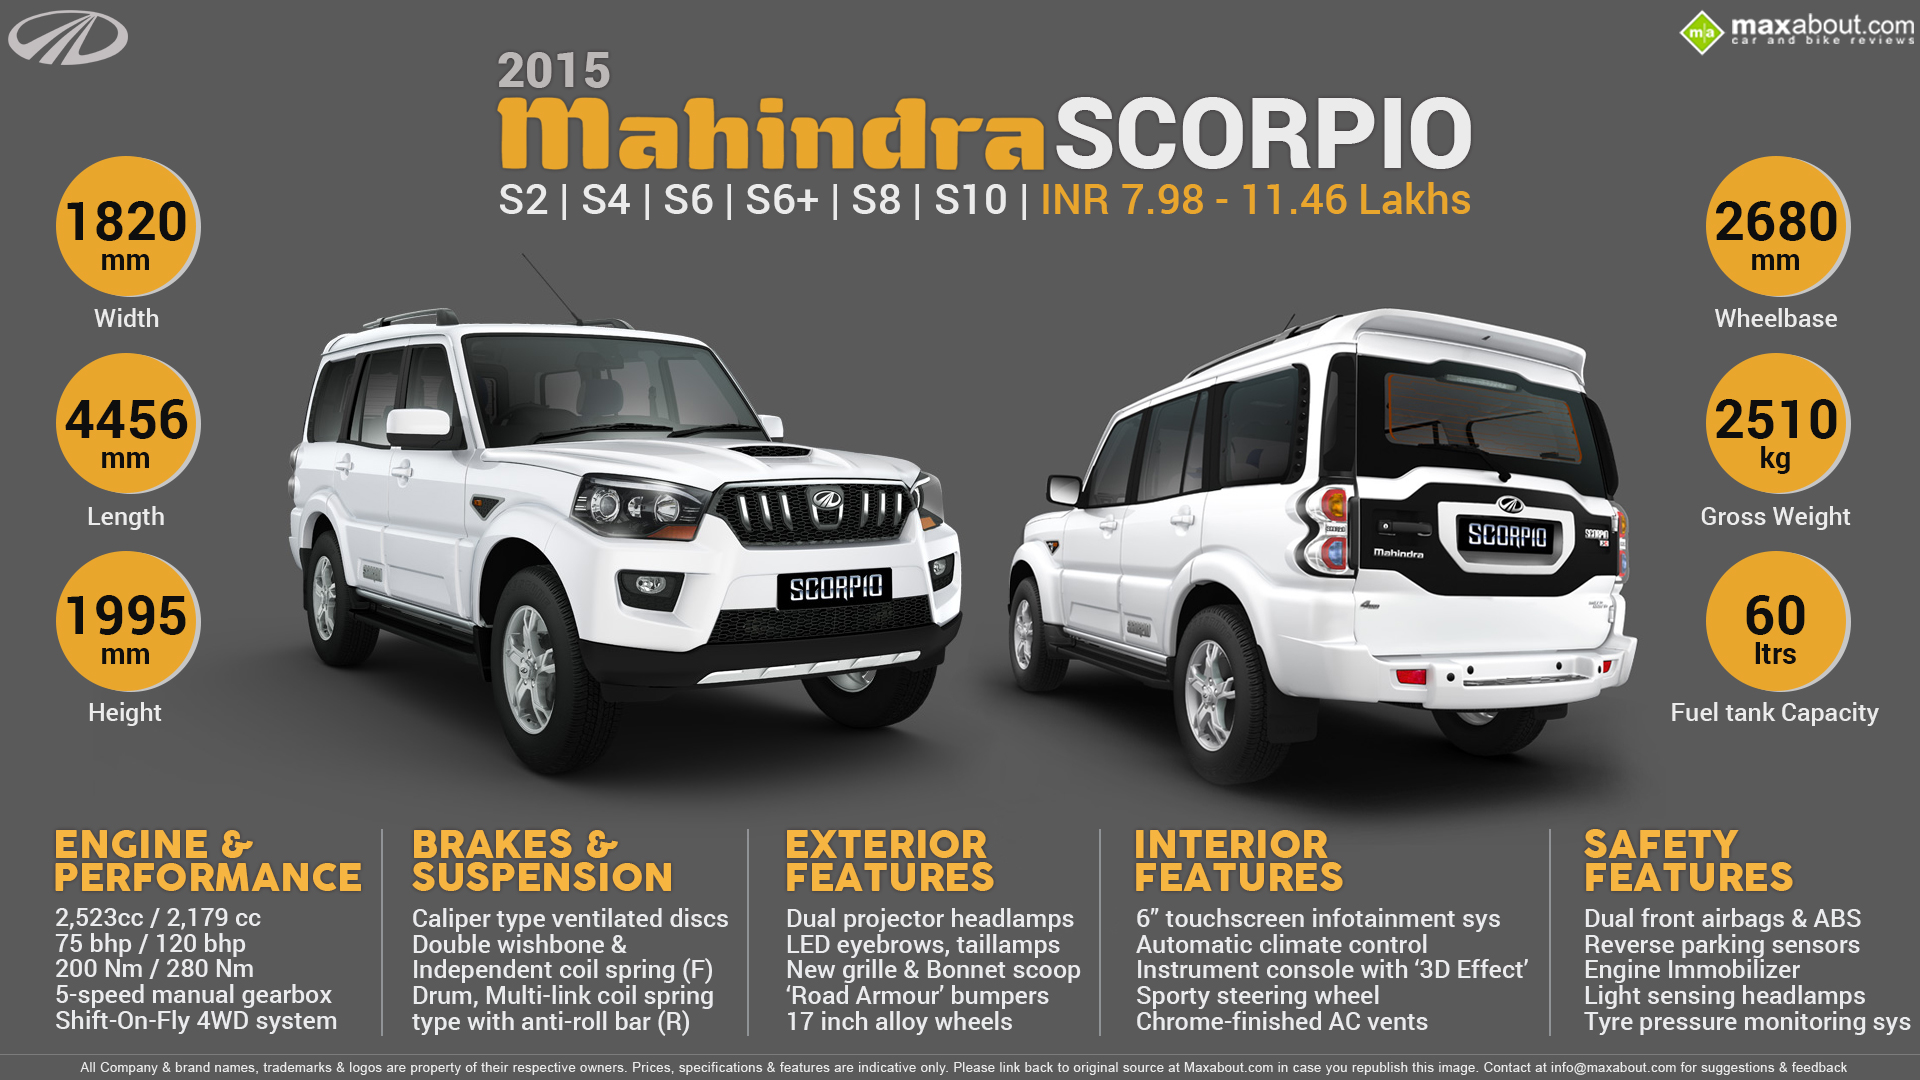 m|a maxabout.com
car and bike reviews
2015
Mahindra SCORPIO
S2 | S4 | S6 | S6+ | S8 | S10 | INR 7.98 - 11.46 Lakhs
1820
mm
Width
4456
mm
Length
1995
mm
Height
2680
mm
Wheelbase
2510
kg
Gross Weight
60
ltrs
Fuel tank Capacity
SCORPIO
SCORPIO
SCORPIO
Mahindra
SCORPIO
ENGINE &
PERFORMANCE
2,523cc / 2,179 cc
75 bhp / 120 bhp
200 Nm / 280 Nm
5-speed manual gearbox
Shift-On-Fly 4WD system
BRAKES &
SUSPENSION
Caliper type ventilated discs
Double wishbone &
Independent coil spring (F)
Drum, Multi-link coil spring
type with anti-roll bar (R)
EXTERIOR
FEATURES
Dual projector headlamps
LED eyebrows, taillamps
New grille & Bonnet scoop
‘Road Armour’ bumpers
17 inch alloy wheels
INTERIOR
FEATURES
6” touchscreen infotainment sys
Automatic climate control
Instrument console with ‘3D Effect’
Sporty steering wheel
Chrome-finished AC vents
SAFETY
FEATURES
Dual front airbags & ABS
Reverse parking sensors
Engine Immobilizer
Light sensing headlamps
Tyre pressure monitoring sys
All Company & brand names, trademarks & logos are property of their respective owners. Prices, specifications & features are indicative only. Please link back to original source at Maxabout.com in case you republish this image. Contact at info@maxabout.com for suggestions & feedback